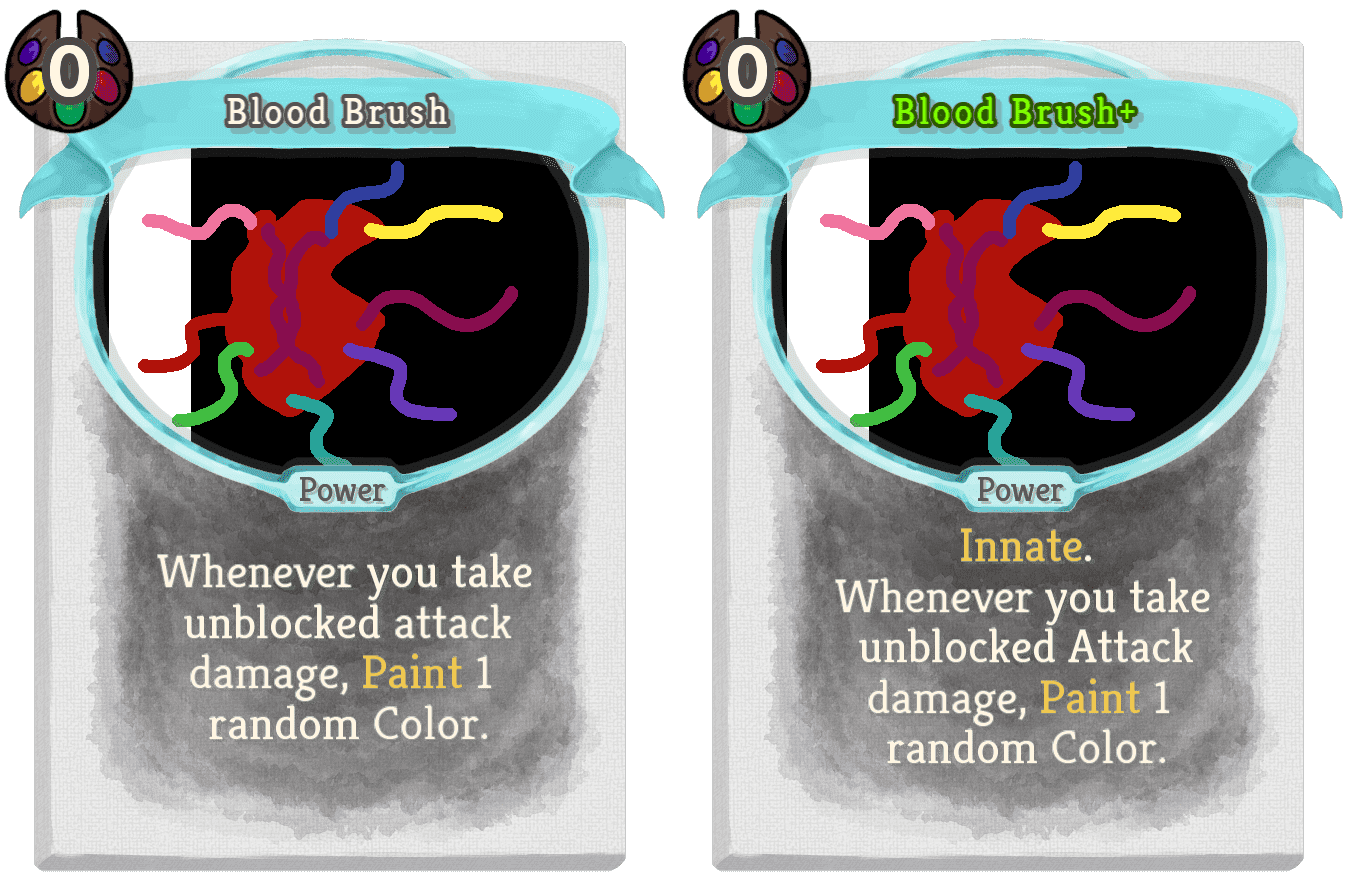 0
Blood Brush
Power
Whenever you take
unblocked attack
damage, Paint 1
random Color.
0
Blood Brush+
Power
Innate.
Whenever you take
unblocked Attack
damage, Paint 1
random Color.